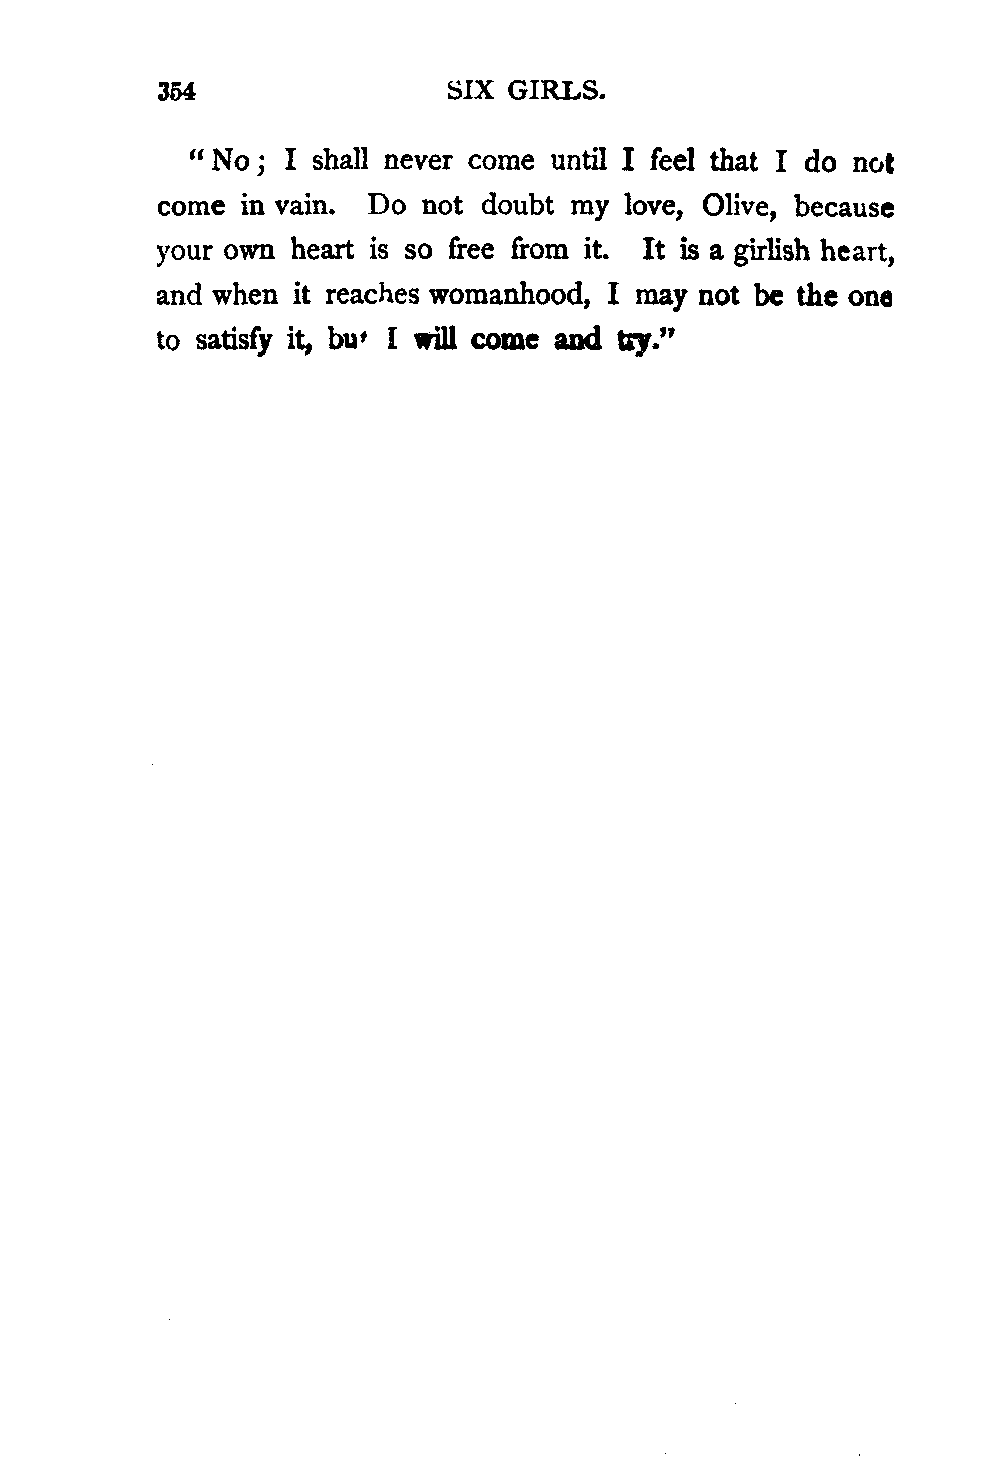 354 SIX GIRLS.
"No; I shall never come until I feel that I do not
come in vain. Do not doubt my love, Olive, because
your own heart is so free from it. It is a girlish heart,
and when it reaches womanhood, I may not be the one
to satisfy it, but I will come and try."